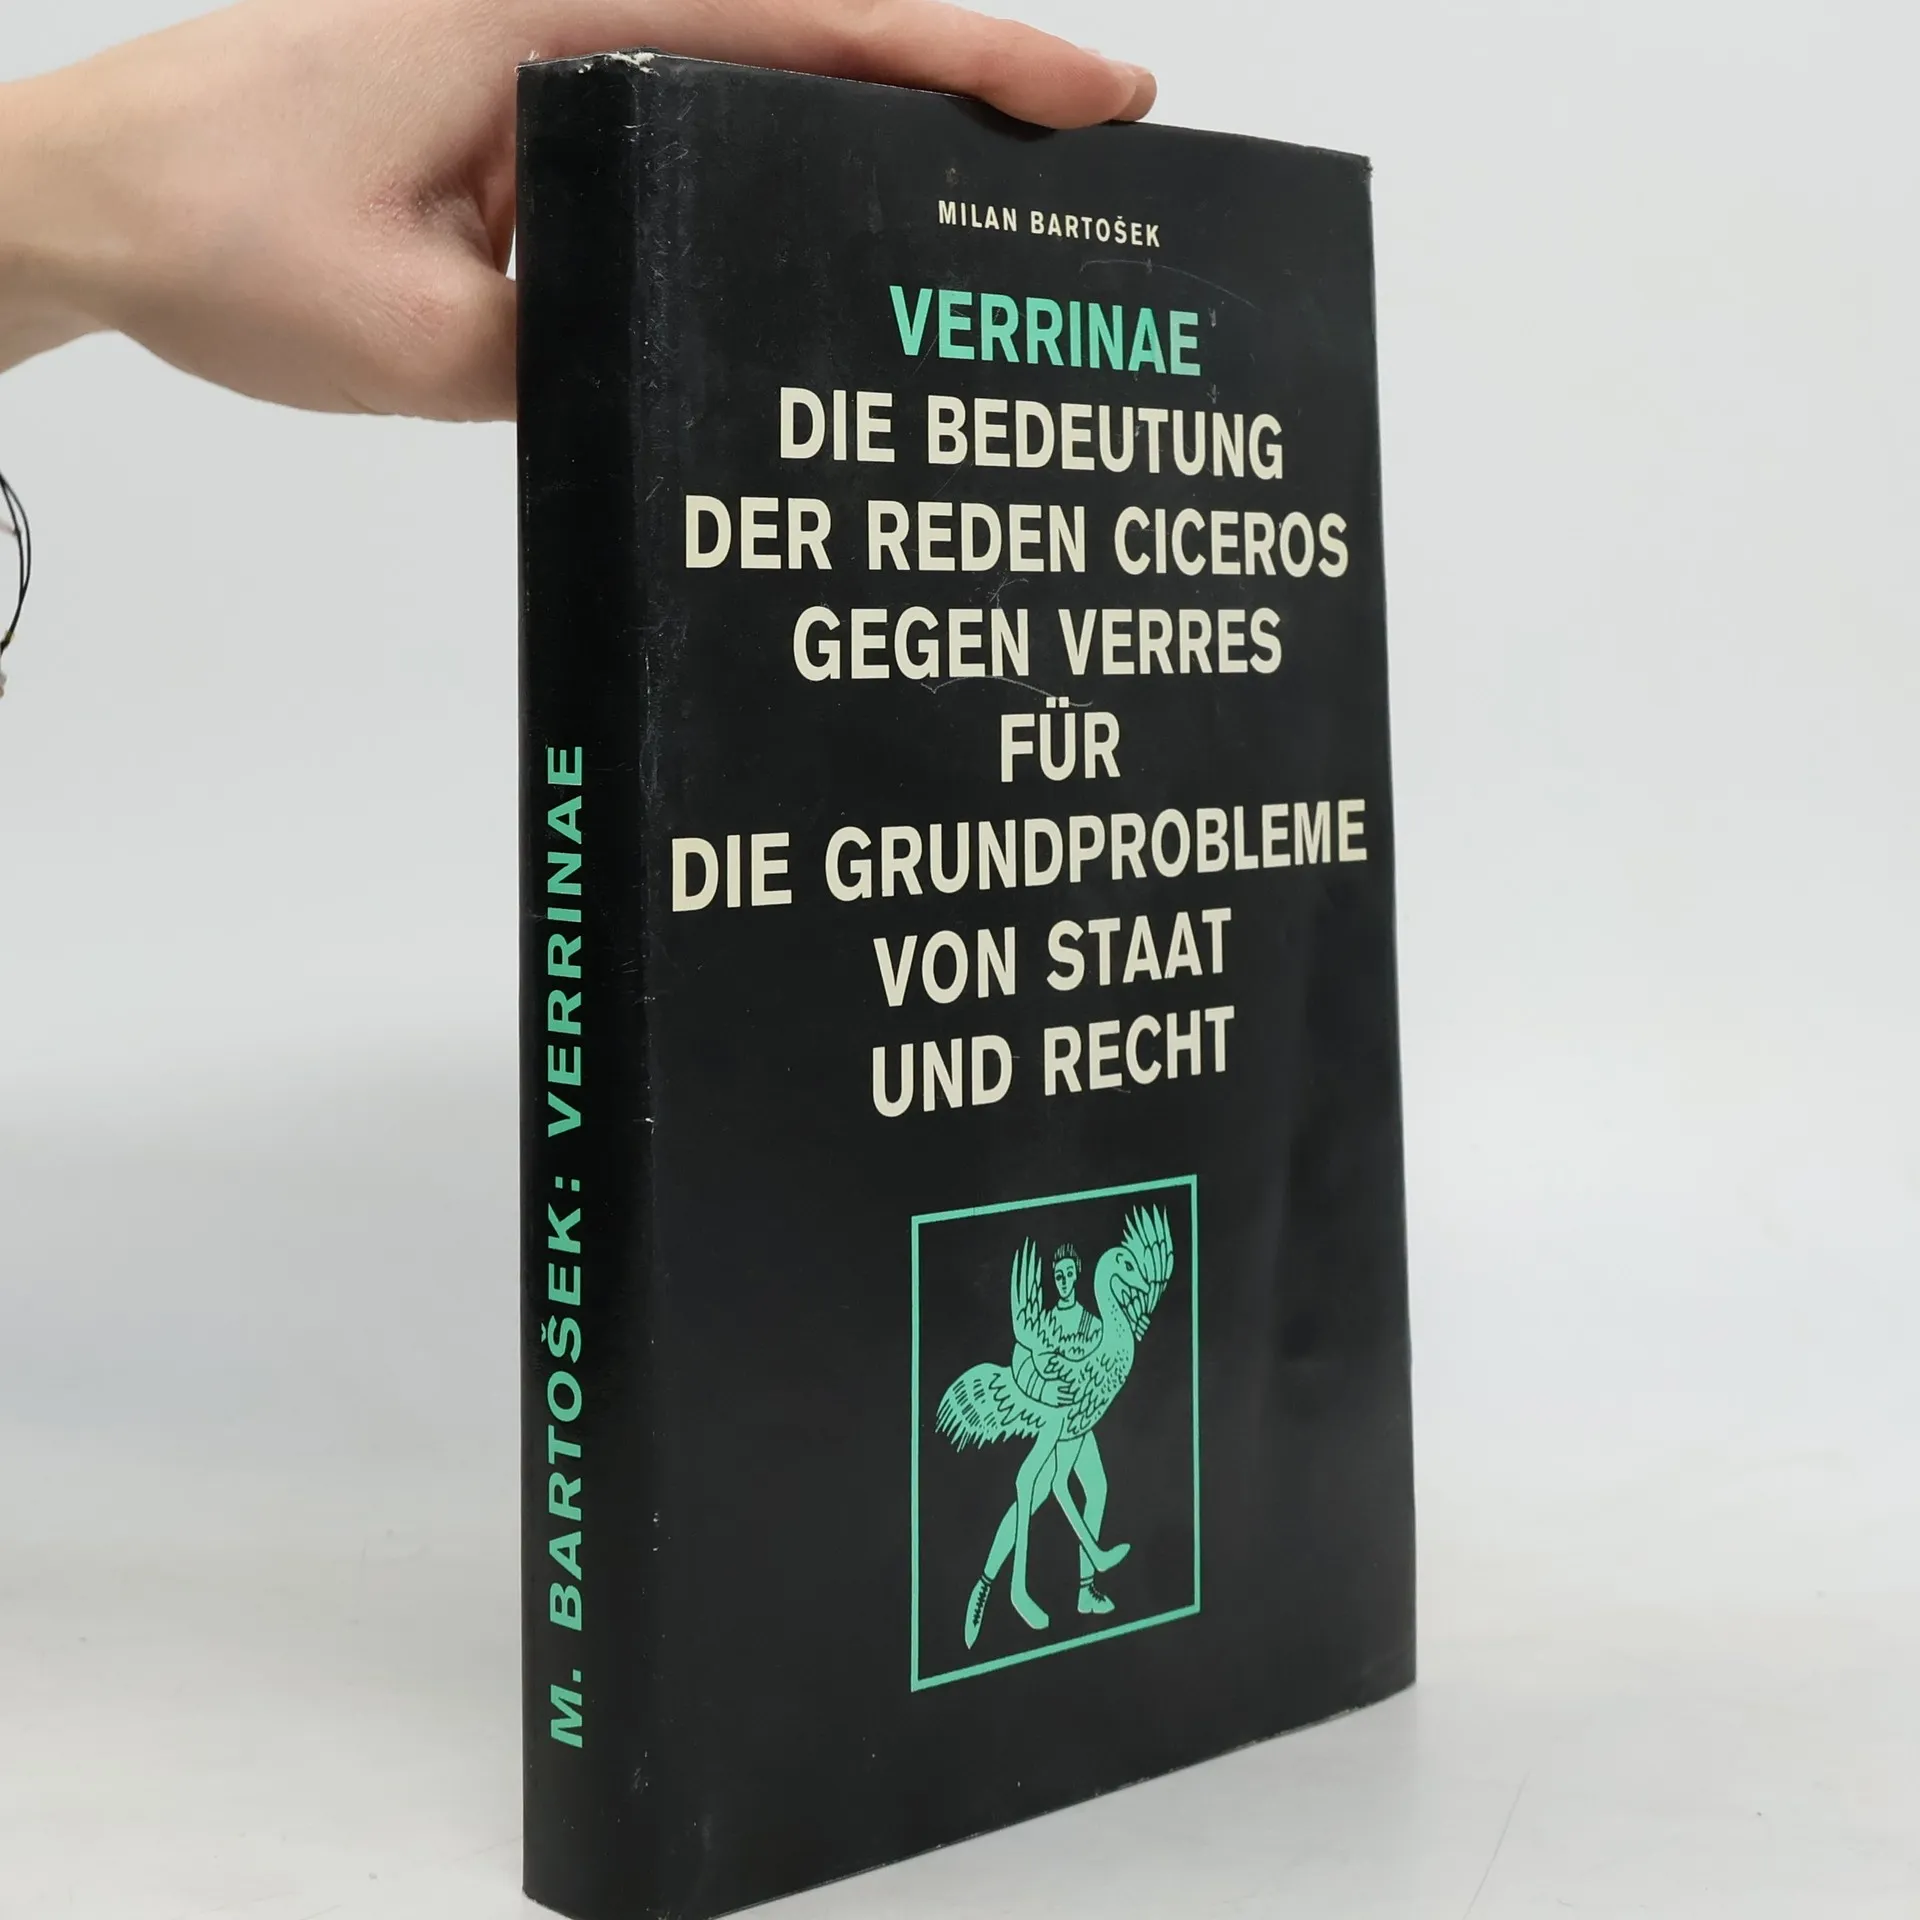 MILAN BARTOŠEK
VERRINAE
DIE BEDEUTUNG
DER REDEN CICEROS
GEGEN VERRES
FÜR
DIE GRUNDPROBLEME
VON STAAT
UND RECHT
M. BARTOŠEK: VERRINAE